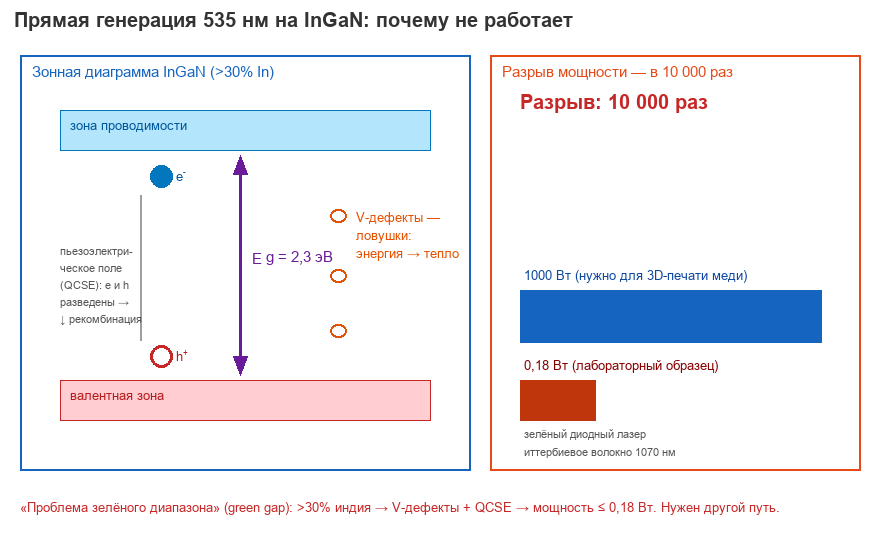 Прямая генерация 535 нм на InGaN: почему не работает
Зонная диаграмма InGaN (>30% In)
зона проводимости
e-
пьезоэлектри-
ческое поле
(QCSE): e и h
разведены →
↓ рекомбинация
E g = 2,3 эВ
V-дефекты —
ловушки:
энергия → тепло
h+
валентная зона
Разрыв мощности — в 10 000 раз
Разрыв: 10 000 раз
1000 Вт (нужно для 3D-печати меди)
0,18 Вт (лабораторный образец)
зелёный диодный лазер
иттербиевое волокно 1070 нм
«Проблема зелёного диапазона» (green gap): >30% индия → V-дефекты + QCSE → мощность ≤ 0,18 Вт. Нужен другой путь.